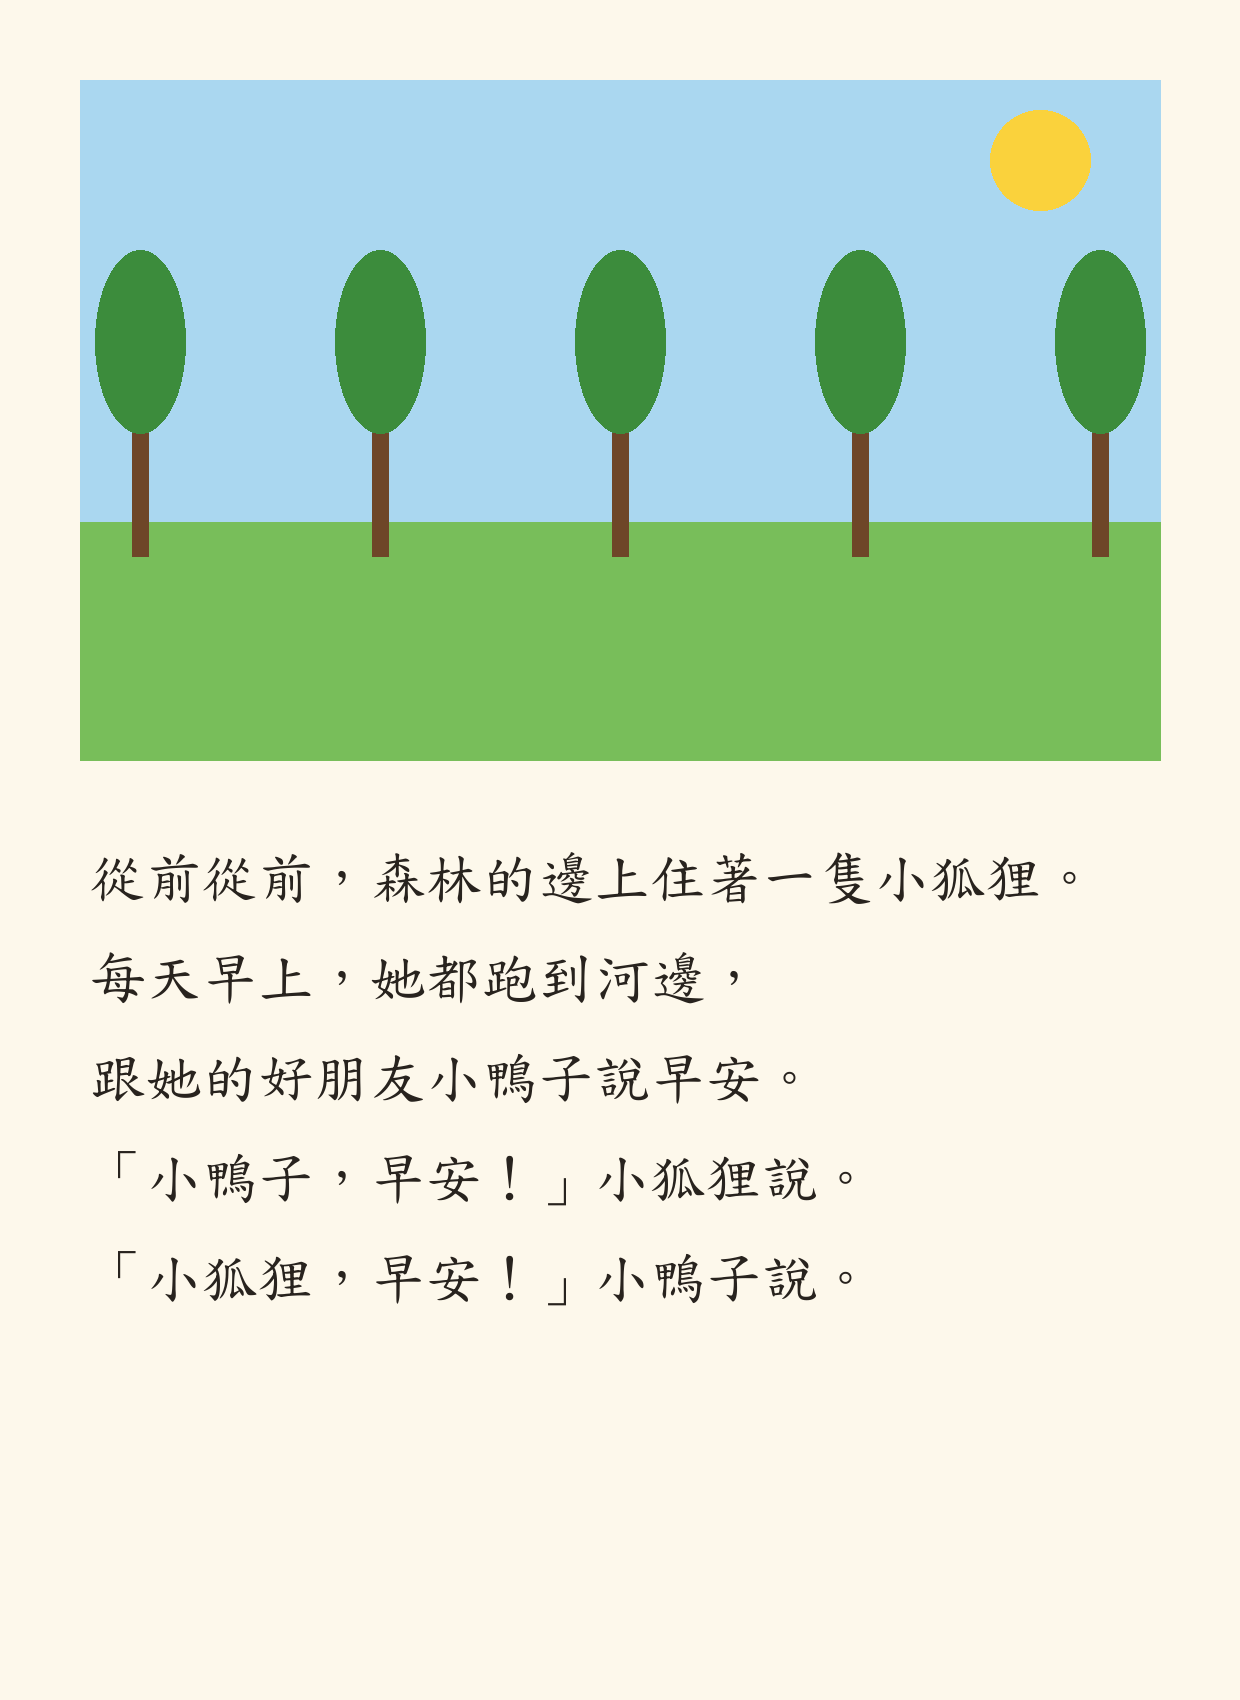 從前從前，森林的邊上住著一隻小狐狸。
每天早上，她都跑到河邊，
跟她的好朋友小鴨子說早安。
「小鴨子，早安！」小狐狸說。
「小狐狸，早安！」小鴨子說。